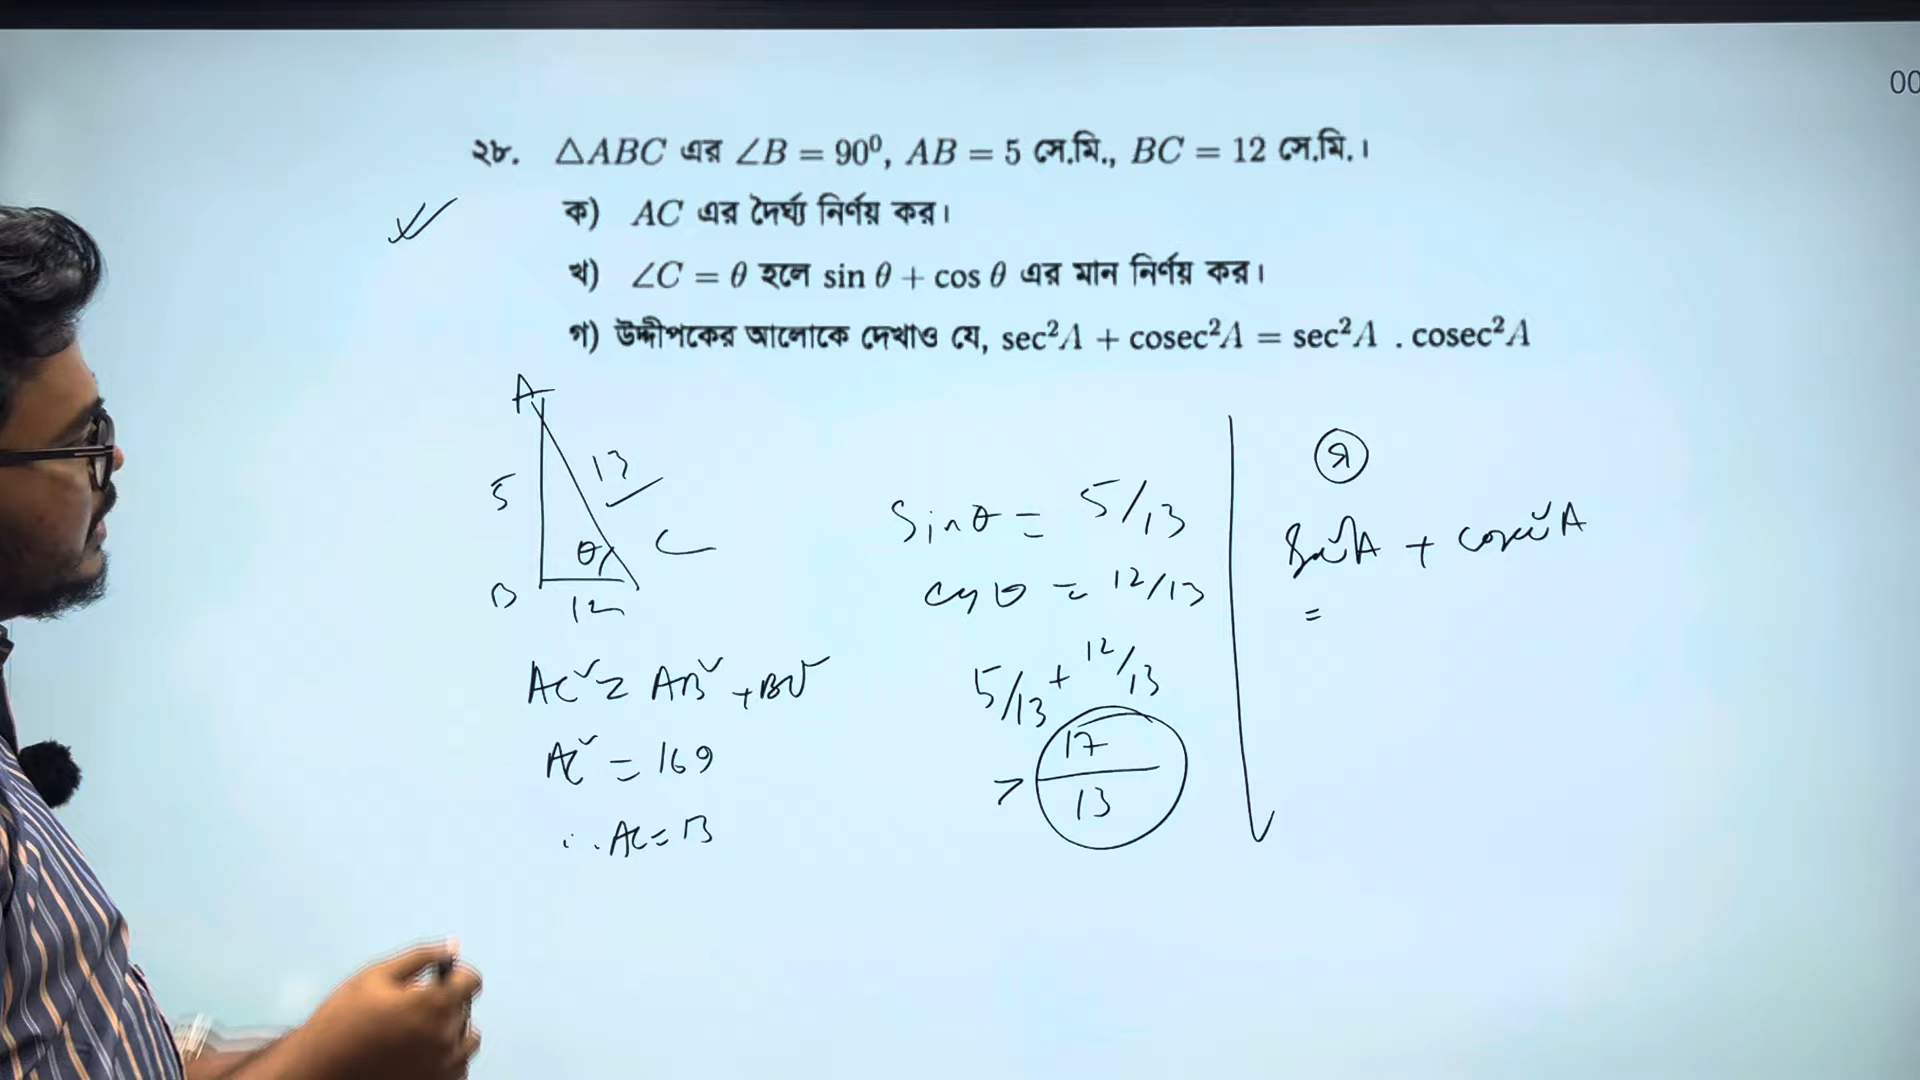 00
২৮. △ABC এর ∠B = 90⁰, AB = 5 সে.মি., BC = 12 সে.মি.।
ক) AC এর দৈর্ঘ্য নির্ণয় কর।
খ) ∠C = θ হলে sin θ + cos θ এর মান নির্ণয় কর।
গ) উদ্দীপকের আলোকে দেখাও যে, sec²A + cosec²A = sec²A . cosec²A
A
5
13
θ
C
B
12
AC² = AB² + BC²
AC² = 169
∴ AC = 13
Sinθ = 5/13
cosθ = 12/13
5/13 + 12/13
17
13
গ
Sec²A + cosec²A
=